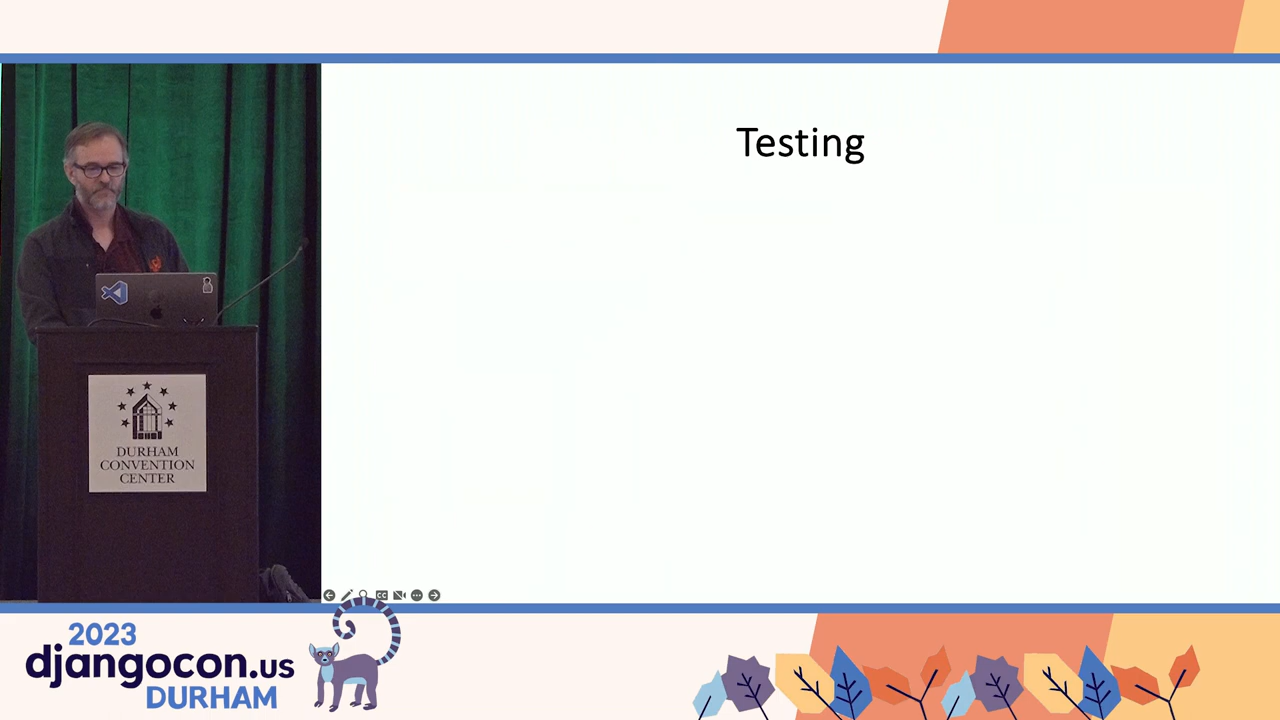 Testing
DURHAM
CONVENTION
CENTER
2023
djangocon.us
DURHAM